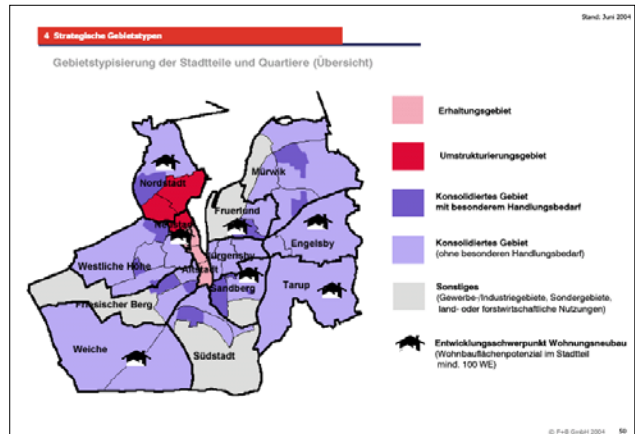 Stand: Juni 2004
4 Strategische Gebietstypen
Gebietstypisierung der Stadtteile und Quartiere (Übersicht)
Erhaltungsgebiet
Umstrukturierungsgebiet
Konsolidiertes Gebiet
mit besonderem Handlungsbedarf
Konsolidiertes Gebiet
(ohne besonderen Handlungsbedarf)
Sonstiges
(Gewerbe-/Industriegebiete, Sondergebiete,
land- oder forstwirtschaftliche Nutzungen)
Entwicklungsschwerpunkt Wohnungsneubau
(Wohnbauflächenpotenzial im Stadtteil
mind. 100 WE)
Mürwik
Nordstadt
Fruerlund
Engelsby
Westliche Höhe
Altstadt
Sandberg
Tarup
Friesischer Berg
Weiche
Südstadt
© F+B GmbH 2004 50